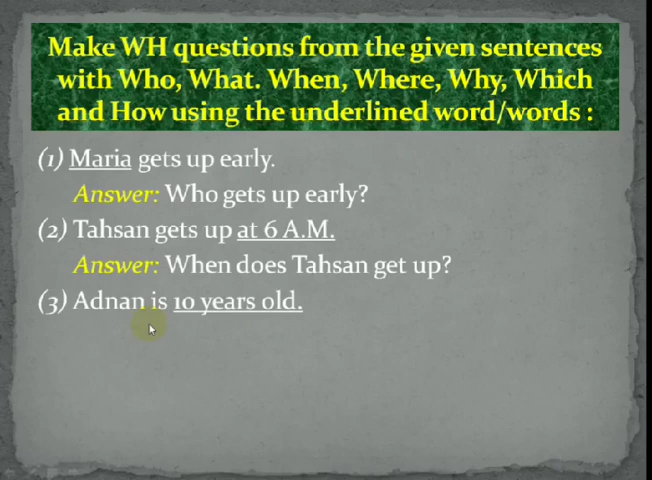 Make WH questions from the given sentences
with Who, What. When, Where, Why, Which
and How using the underlined word/words :
(1) Maria gets up early.
Answer: Who gets up early?
(2) Tahsan gets up at 6 A.M.
Answer: When does Tahsan get up?
(3) Adnan is 10 years old.